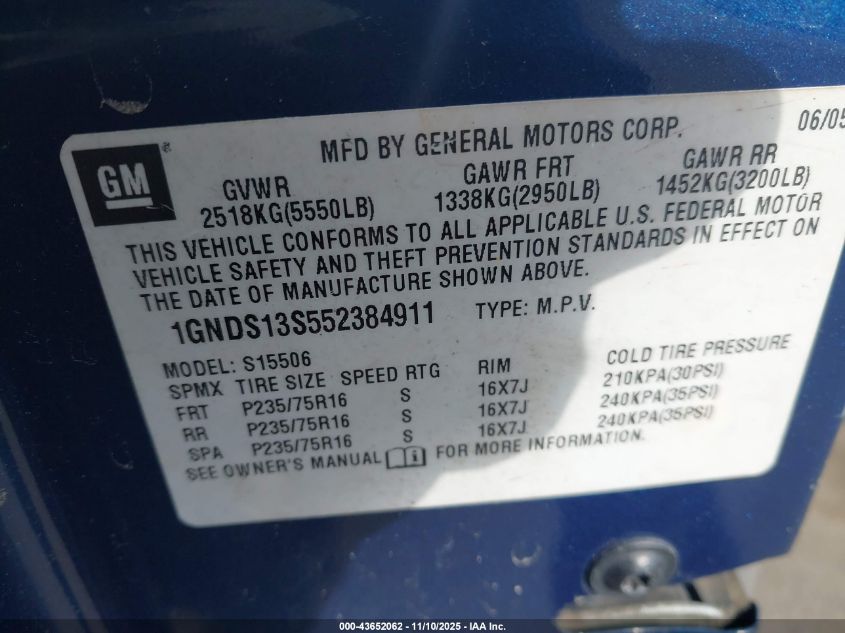 MFD BY GENERAL MOTORS CORP. 06/05
GM®
GVWR GAWR FRT GAWR RR
2518KG(5550LB) 1338KG(2950LB) 1452KG(3200LB)
THIS VEHICLE CONFORMS TO ALL APPLICABLE U.S. FEDERAL MOTOR
VEHICLE SAFETY AND THEFT PREVENTION STANDARDS IN EFFECT ON
THE DATE OF MANUFACTURE SHOWN ABOVE.
1GNDS13S552384911 TYPE: M.P.V.
MODEL: S15506
SPMX TIRE SIZE SPEED RTG RIM COLD TIRE PRESSURE
FRT P235/75R16 S 16X7J 210KPA(30PSI)
RR P235/75R16 S 16X7J 240KPA(35PSI)
SPA P235/75R16 S 16X7J 240KPA(35PSI)
SEE OWNER'S MANUAL i FOR MORE INFORMATION.
000-43652062 - 11/10/2025 - IAA Inc.